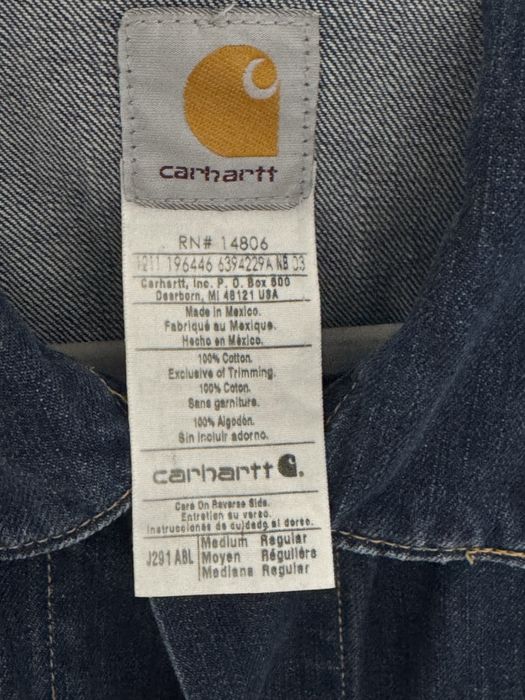 carhartt
RN# 14806
1211 196446 6394229A NB 03
Carhartt, Inc. P. O. Box 600
Dearborn, MI 48121 USA
Made in Mexico.
Fabriqué au Mexique.
Hecho en México.
100% Cotton.
Exclusive of Trimming.
100% Coton.
Sans garniture.
100% Algodón.
Sin incluir adorno.
carhartt
Care On Reverse Side.
Entretien au verso.
Instrucciones de cuidado al dorso.
J291 ABL
Medium Regular
Moyen Régulière
Mediana Regular